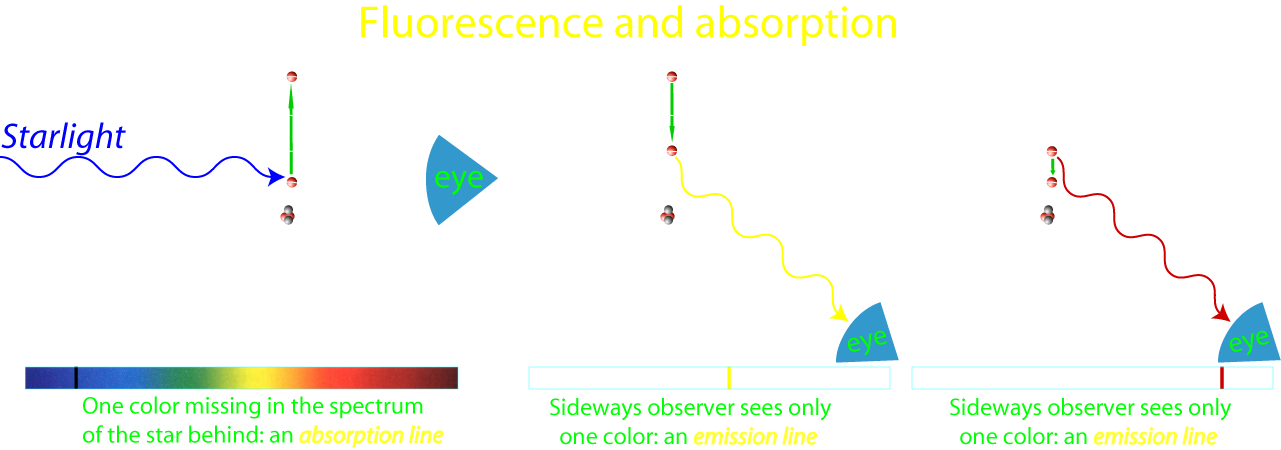 Fluorescence and absorption
Starlight
eye
eye
eye
One color missing in the spectrum
of the star behind: an absorption line
Sideways observer sees only
one color: an emission line
Sideways observer sees only
one color: an emission line